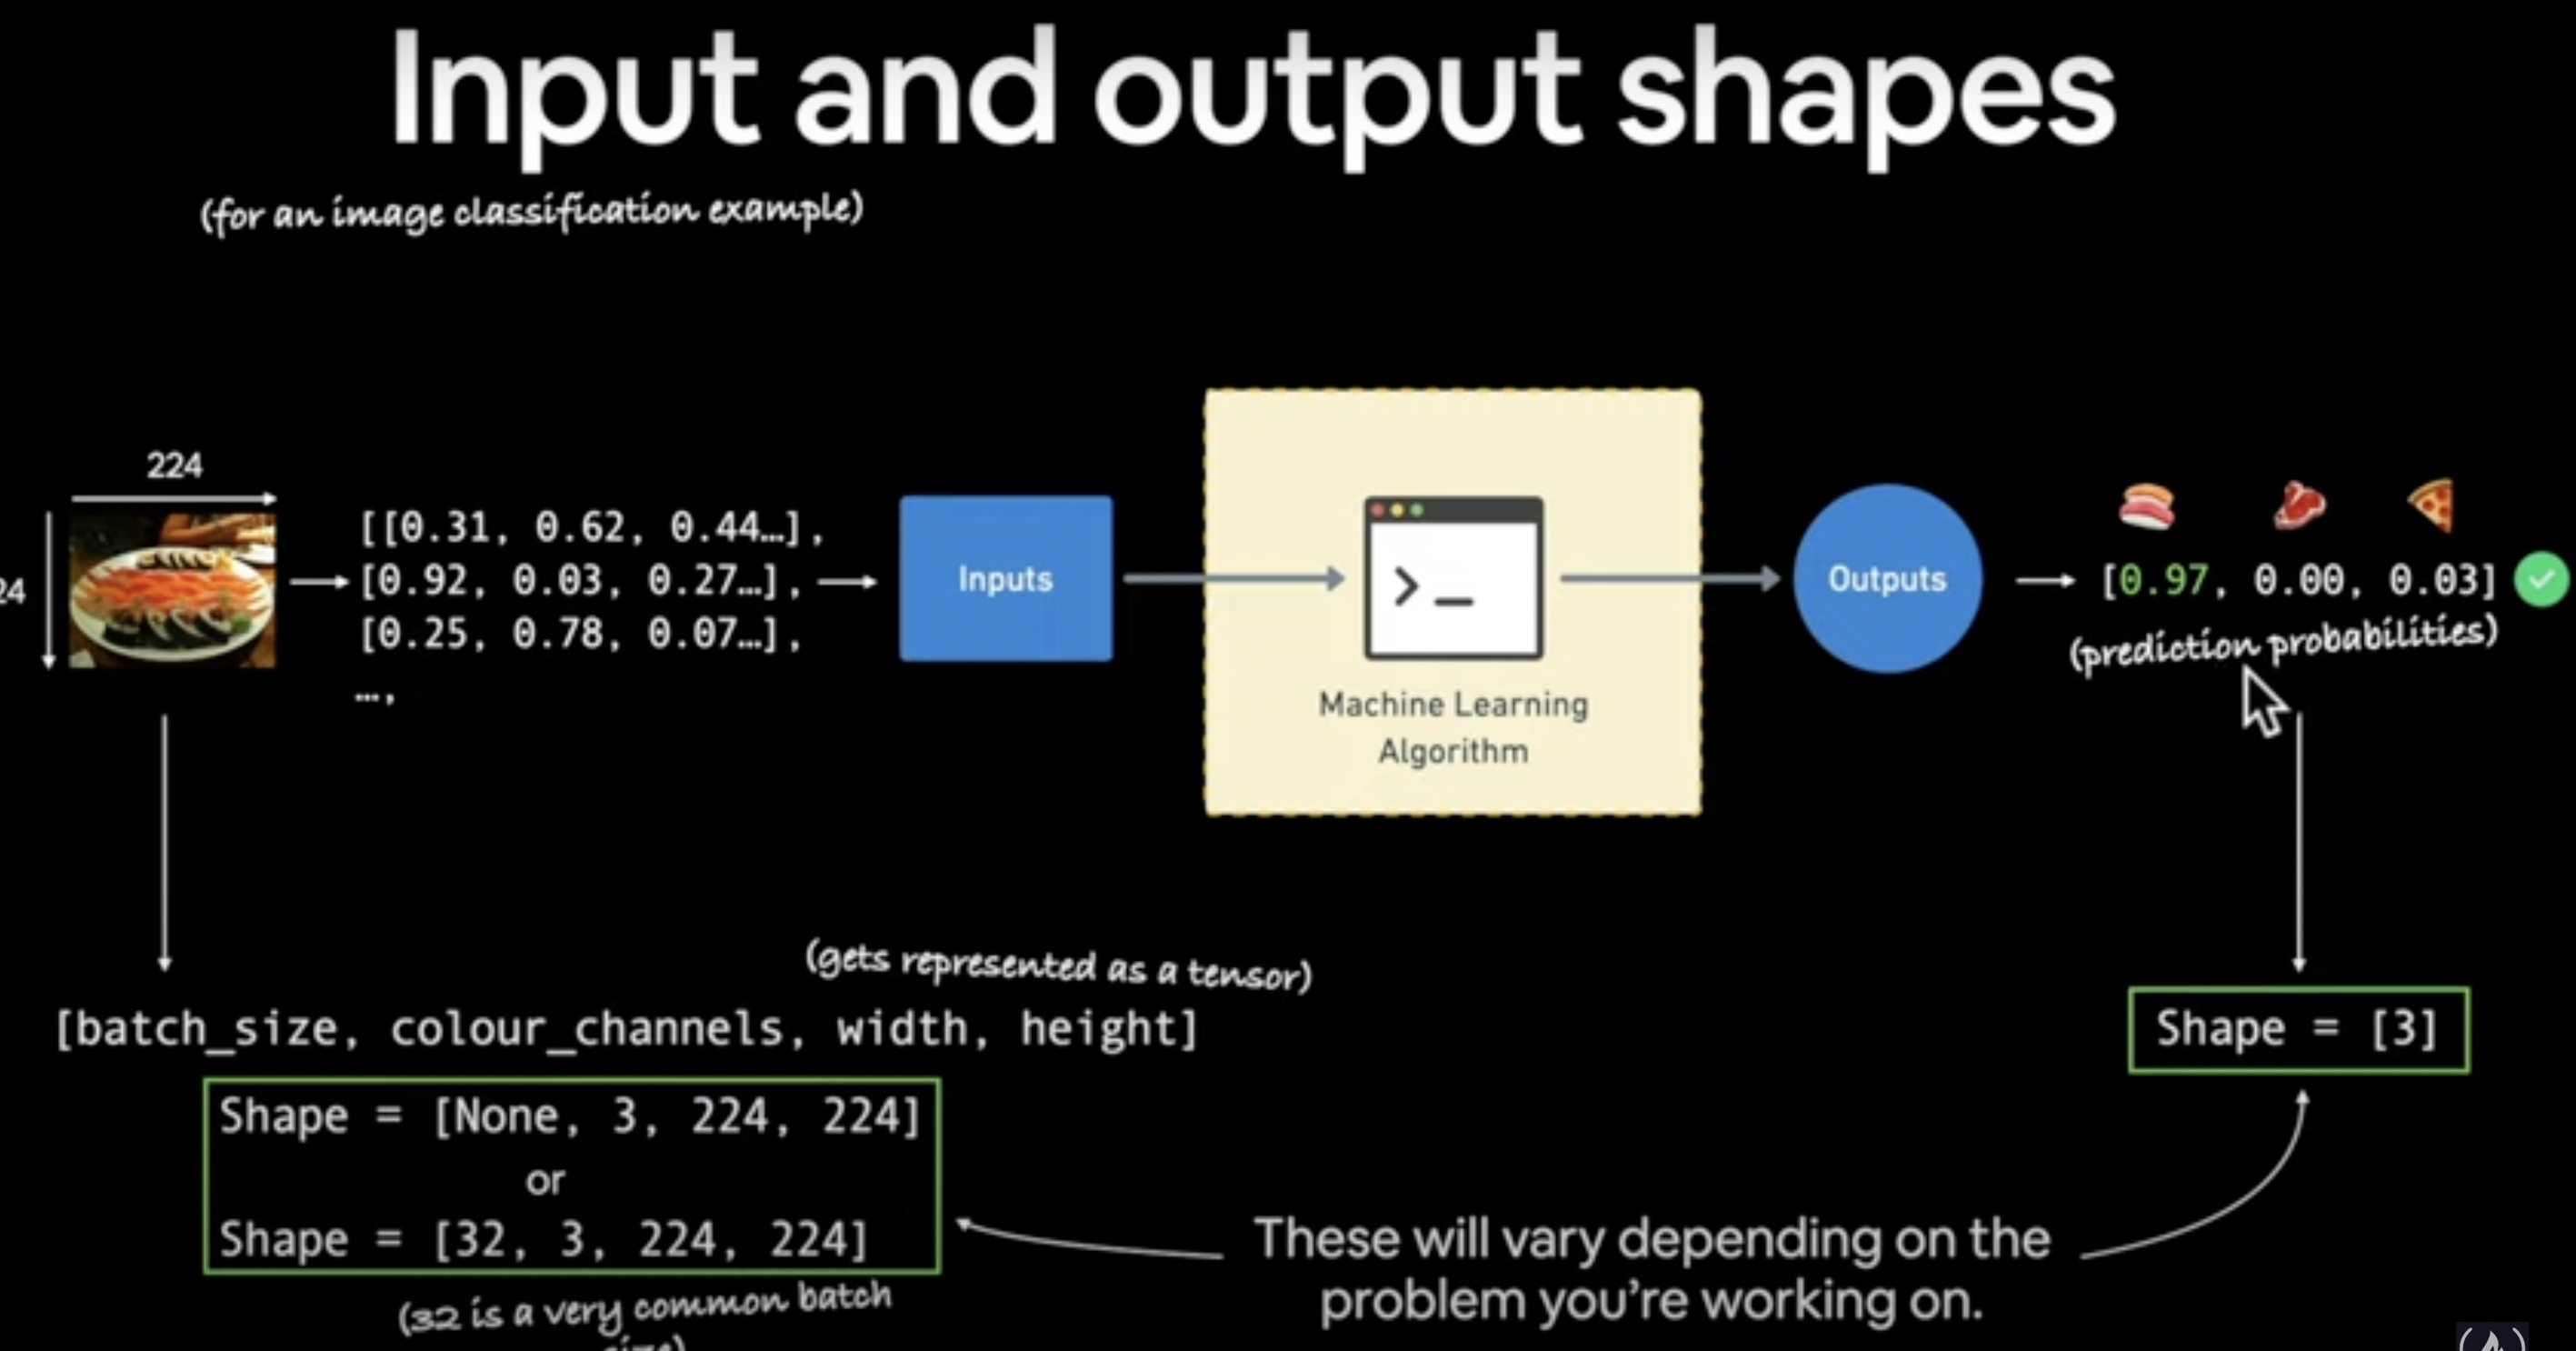 Input and output shapes
(for an image classification example)
224
24
[[0.31, 0.62, 0.44…],
[0.92, 0.03, 0.27…],
[0.25, 0.78, 0.07…],
…,
Inputs
Machine Learning
Algorithm
Outputs
[0.97, 0.00, 0.03]
(prediction probabilities)
(gets represented as a tensor)
[batch_size, colour_channels, width, height]
Shape = [None, 3, 224, 224]
or
Shape = [32, 3, 224, 224]
(32 is a very common batch
size)
Shape = [3]
These will vary depending on the
problem you're working on.